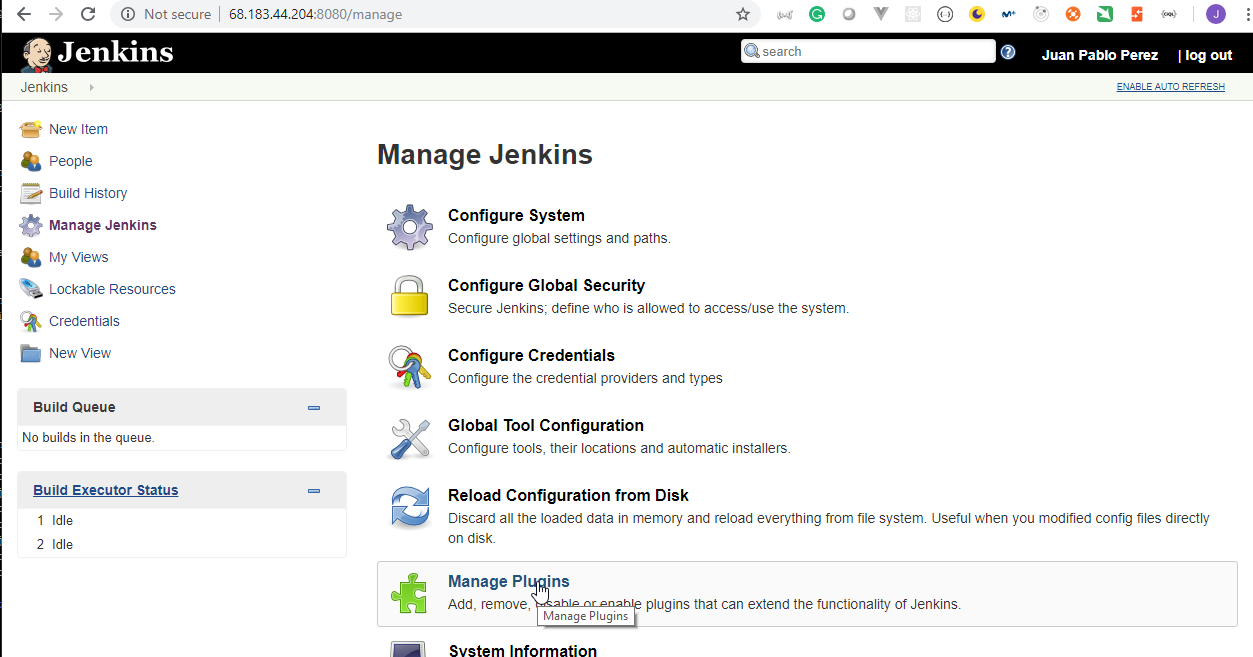 Not secure | 68.183.44.204:8080/manage
Jenkins
search
Juan Pablo Perez | log out
Jenkins
ENABLE AUTO REFRESH
New Item
People
Build History
Manage Jenkins
My Views
Lockable Resources
Credentials
New View
Build Queue
No builds in the queue.
Build Executor Status
1 Idle
2 Idle
Manage Jenkins
Configure System
Configure global settings and paths.
Configure Global Security
Secure Jenkins; define who is allowed to access/use the system.
Configure Credentials
Configure the credential providers and types
Global Tool Configuration
Configure tools, their locations and automatic installers.
Reload Configuration from Disk
Discard all the loaded data in memory and reload everything from file system. Useful when you modified config files directly
on disk.
Manage Plugins
Add, remove, disable or enable plugins that can extend the functionality of Jenkins.
Manage Plugins
System Information